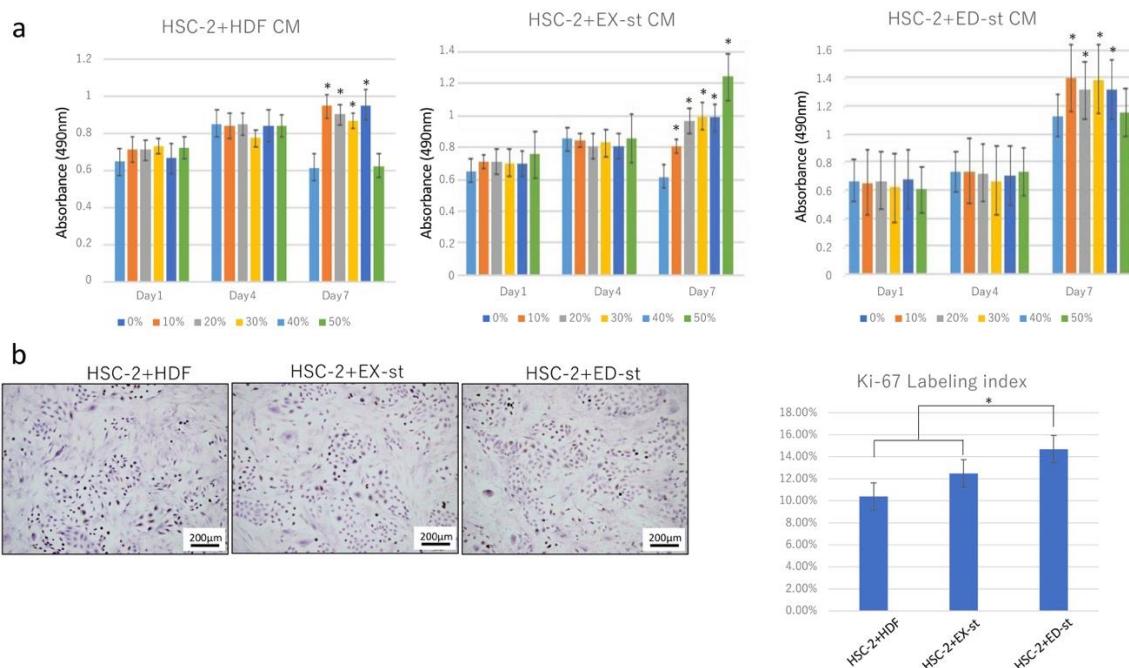 a
HSC-2+HDF CM
Absorbance (490nm)
1.2
1
0.8
0.6
0.4
0.2
0
* * * *
Day1 Day4 Day7
0% 10% 20% 30% 40% 50%
HSC-2+EX-st CM
Absorbance (490nm)
1.4
1.2
1
0.8
0.6
0.4
0.2
0
* * * * *
Day1 Day4 Day7
0% 10% 20% 30% 40% 50%
HSC-2+ED-st CM
Absorbance (490nm)
1.6
1.4
1.2
1
0.8
0.6
0.4
0.2
0
* * * *
Day1 Day4 Day7
0% 10% 20% 30% 40% 50%
b
HSC-2+HDF
200μm
HSC-2+EX-st
200μm
HSC-2+ED-st
200μm
Ki-67 Labeling index
18.00%
16.00%
14.00%
12.00%
10.00%
8.00%
6.00%
4.00%
2.00%
0.00%
*
HSC-2+HDF
HSC-2+EX-st
HSC-2+ED-st